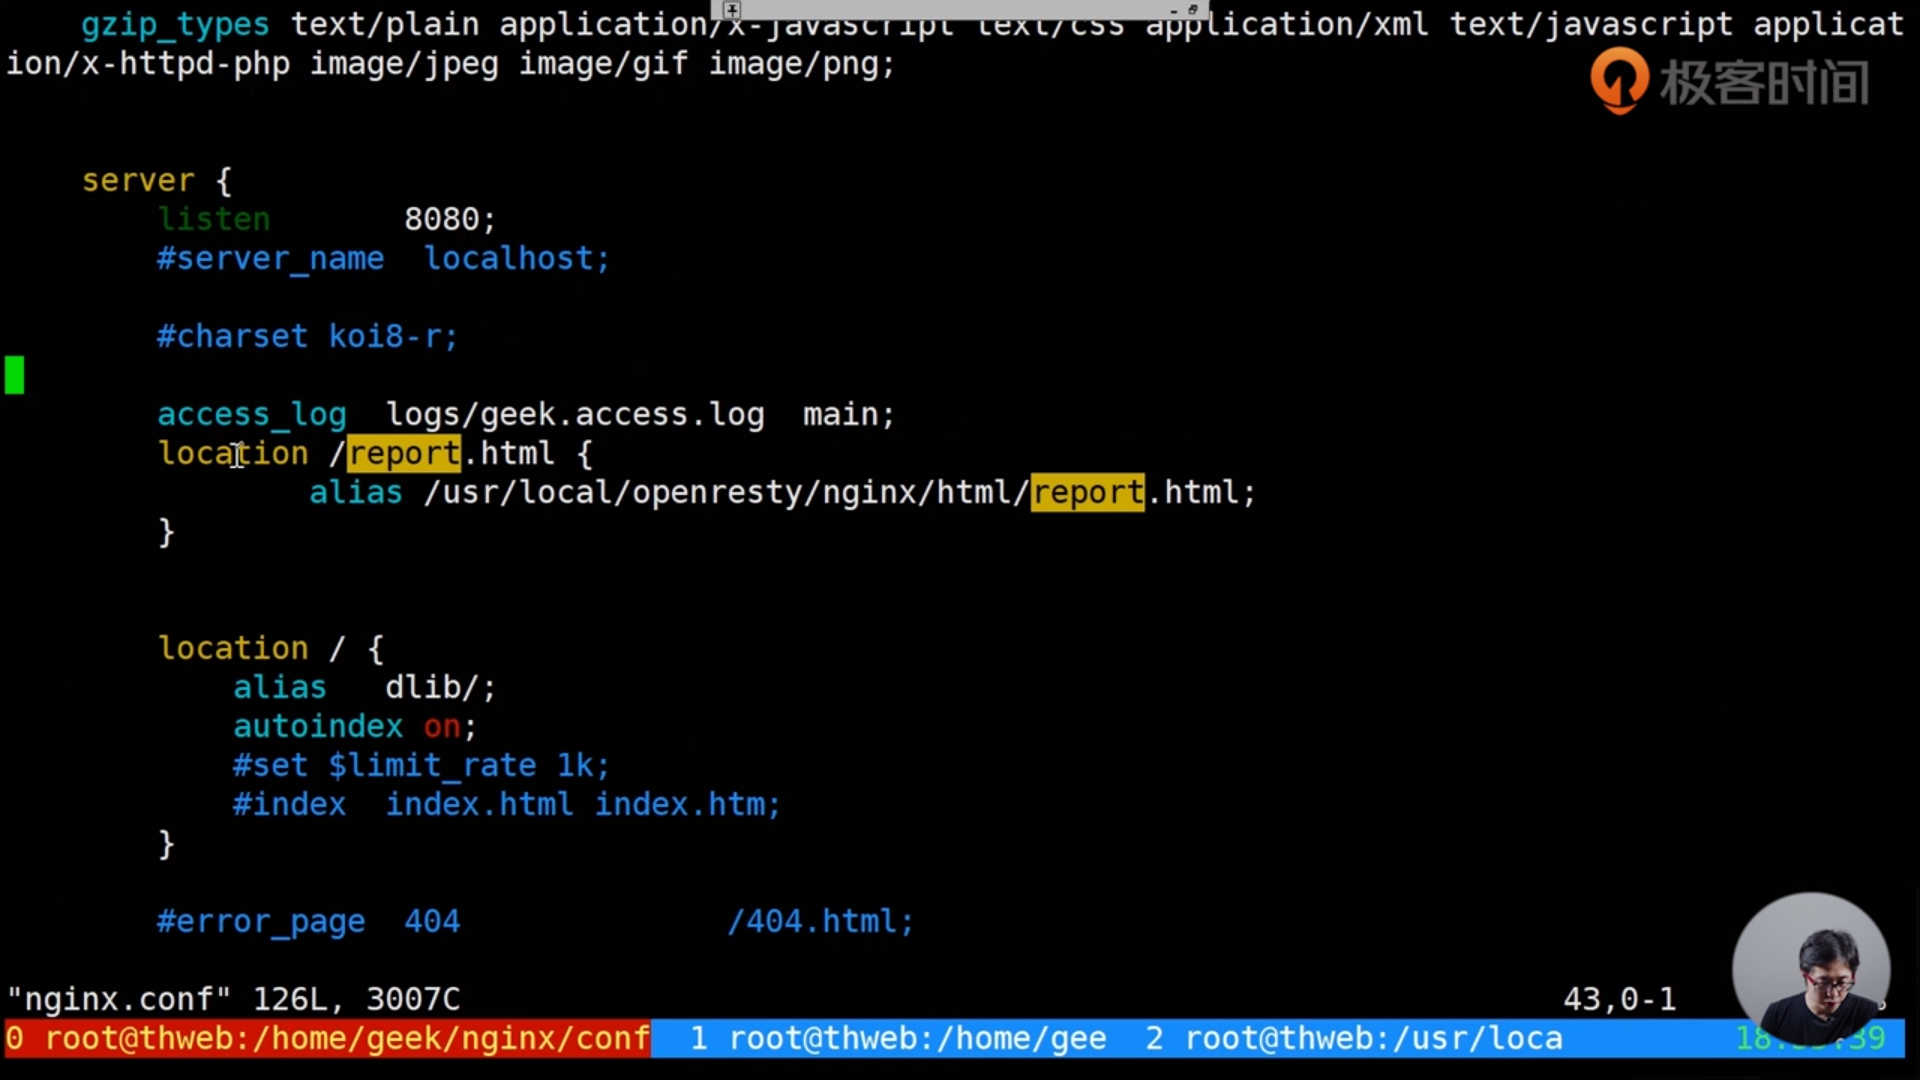 gzip_types text/plain application/x-javascript text/css application/xml text/javascript applicat
ion/x-httpd-php image/jpeg image/gif image/png;
极客时间
server {
listen 8080;
#server_name localhost;
#charset koi8-r;
access_log logs/geek.access.log main;
location /report.html {
alias /usr/local/openresty/nginx/html/report.html;
}
location / {
alias dlib/;
autoindex on;
#set $limit_rate 1k;
#index index.html index.htm;
}
#error_page 404 /404.html;
"nginx.conf" 126L, 3007C 43,0-1
0 root@thweb:/home/geek/nginx/conf 1 root@thweb:/home/gee 2 root@thweb:/usr/loca